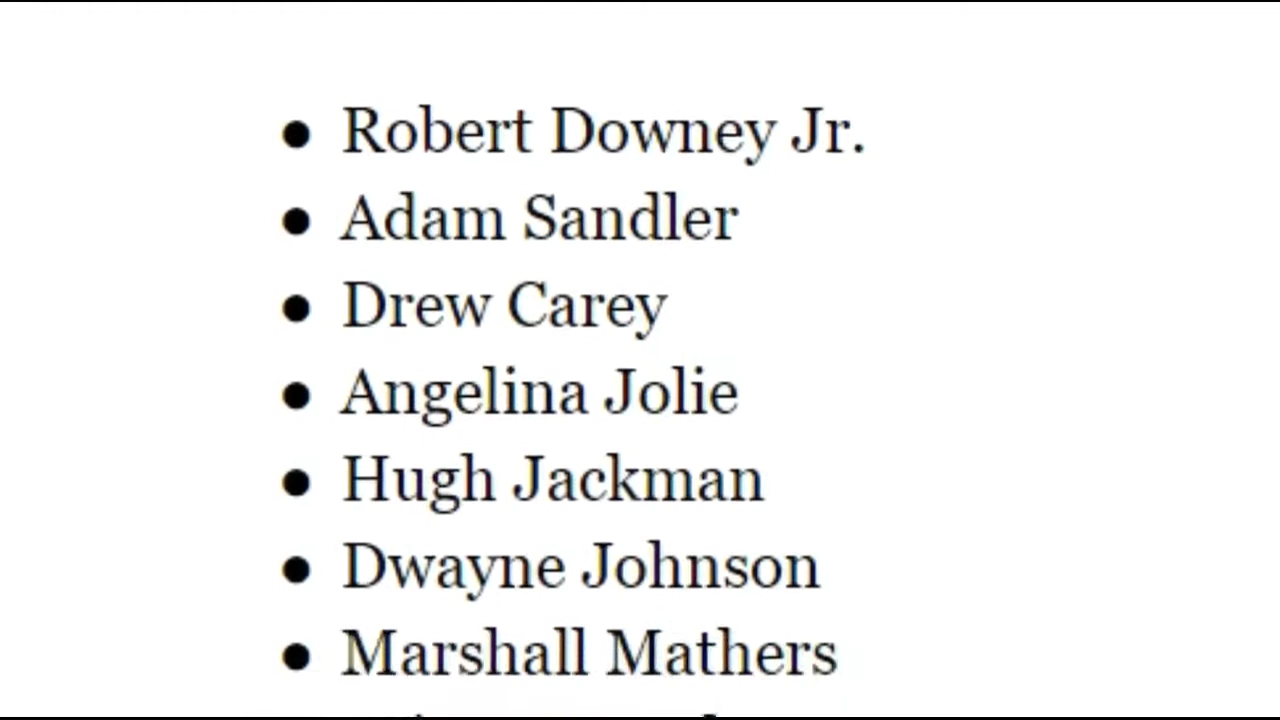 ● Robert Downey Jr.
● Adam Sandler
● Drew Carey
● Angelina Jolie
● Hugh Jackman
● Dwayne Johnson
● Marshall Mathers